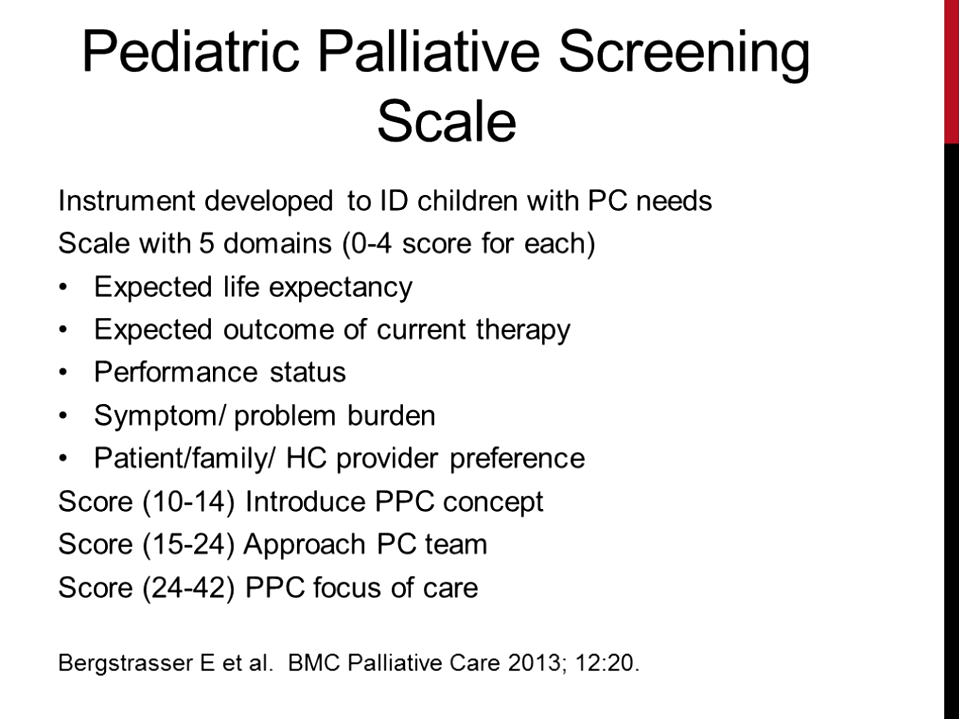 Pediatric Palliative Screening
Scale
Instrument developed to ID children with PC needs
Scale with 5 domains (0-4 score for each)
• Expected life expectancy
• Expected outcome of current therapy
• Performance status
• Symptom/ problem burden
• Patient/family/ HC provider preference
Score (10-14) Introduce PPC concept
Score (15-24) Approach PC team
Score (24-42) PPC focus of care
Bergstrasser E et al. BMC Palliative Care 2013; 12:20.